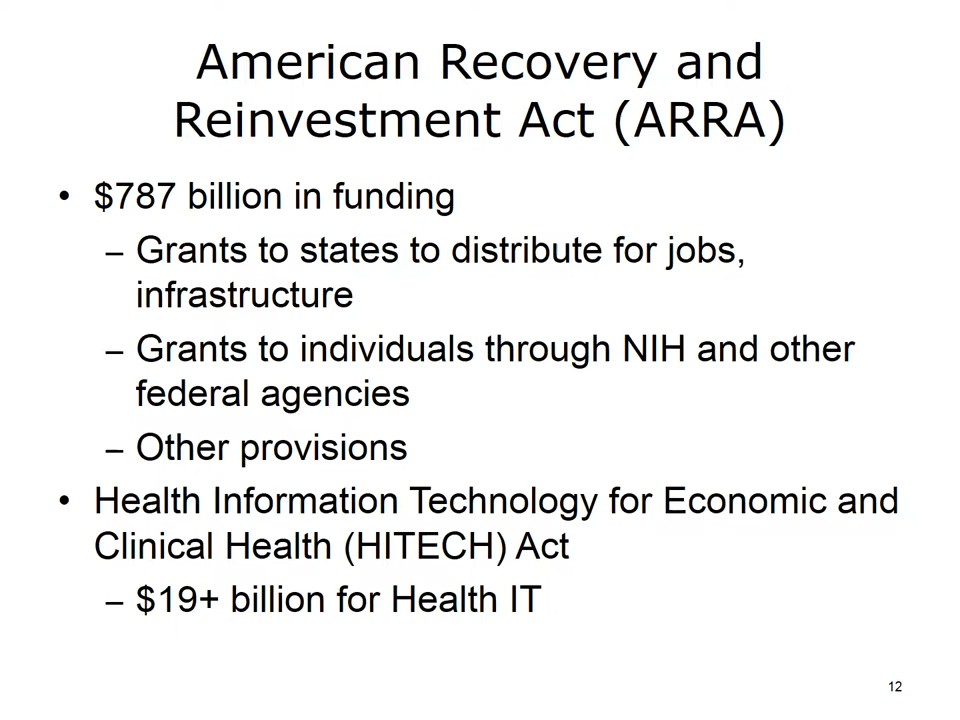 American Recovery and
Reinvestment Act (ARRA)
• $787 billion in funding
– Grants to states to distribute for jobs,
infrastructure
– Grants to individuals through NIH and other
federal agencies
– Other provisions
• Health Information Technology for Economic and
Clinical Health (HITECH) Act
– $19+ billion for Health IT
12